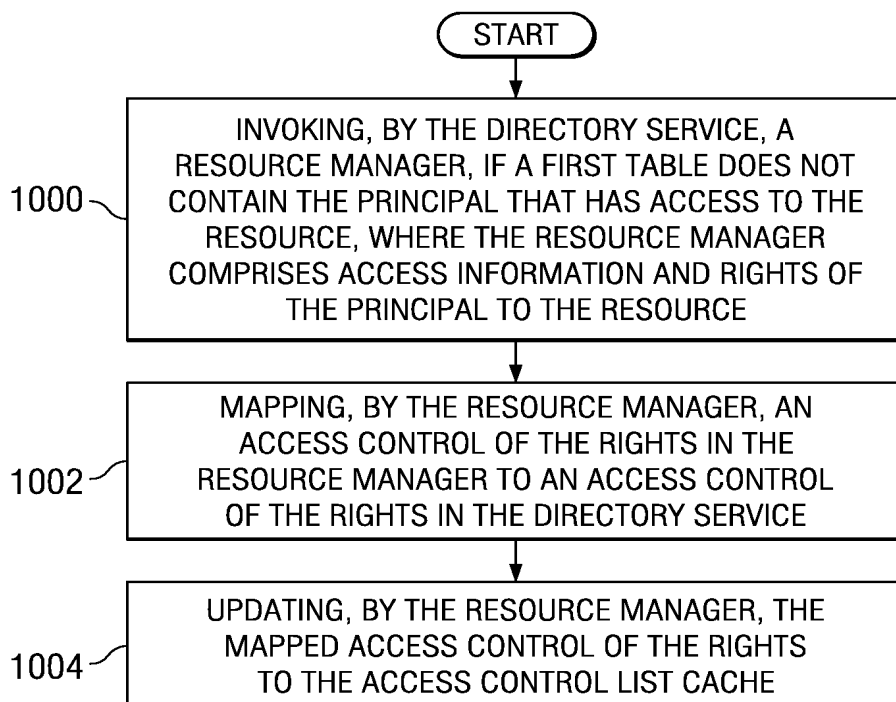 START
INVOKING, BY THE DIRECTORY SERVICE, A
RESOURCE MANAGER, IF A FIRST TABLE DOES NOT
CONTAIN THE PRINCIPAL THAT HAS ACCESS TO THE
RESOURCE, WHERE THE RESOURCE MANAGER
COMPRISES ACCESS INFORMATION AND RIGHTS OF
THE PRINCIPAL TO THE RESOURCE
1000
MAPPING, BY THE RESOURCE MANAGER, AN
ACCESS CONTROL OF THE RIGHTS IN THE
RESOURCE MANAGER TO AN ACCESS CONTROL
OF THE RIGHTS IN THE DIRECTORY SERVICE
1002
UPDATING, BY THE RESOURCE MANAGER, THE
MAPPED ACCESS CONTROL OF THE RIGHTS
TO THE ACCESS CONTROL LIST CACHE
1004